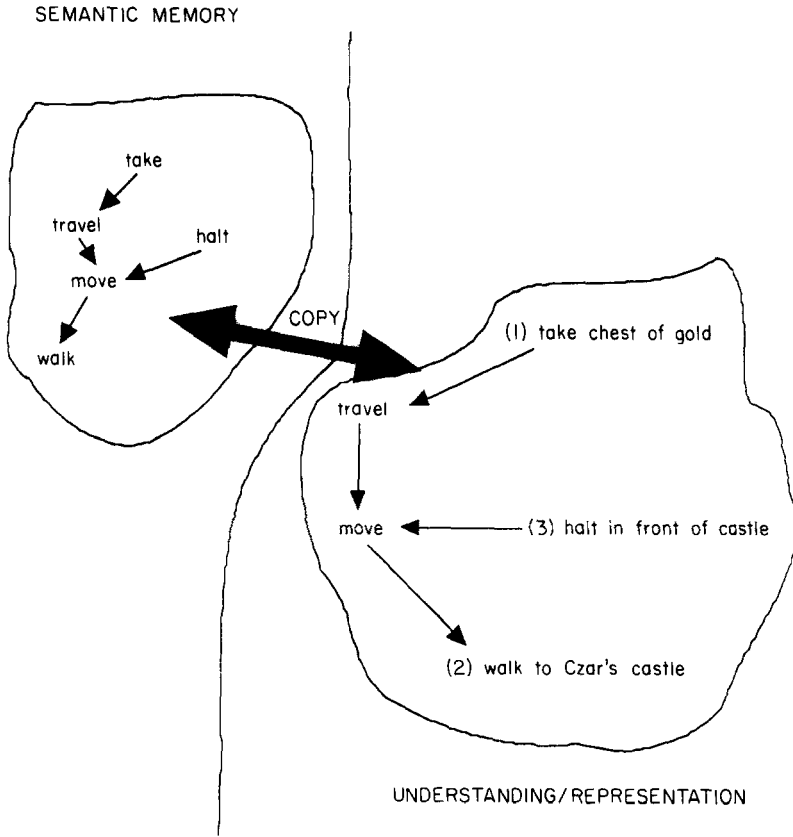 SEMANTIC MEMORY
take
travel
halt
move
walk
COPY
(1) take chest of gold
travel
move
(3) halt in front of castle
(2) walk to Czar's castle
UNDERSTANDING/REPRESENTATION